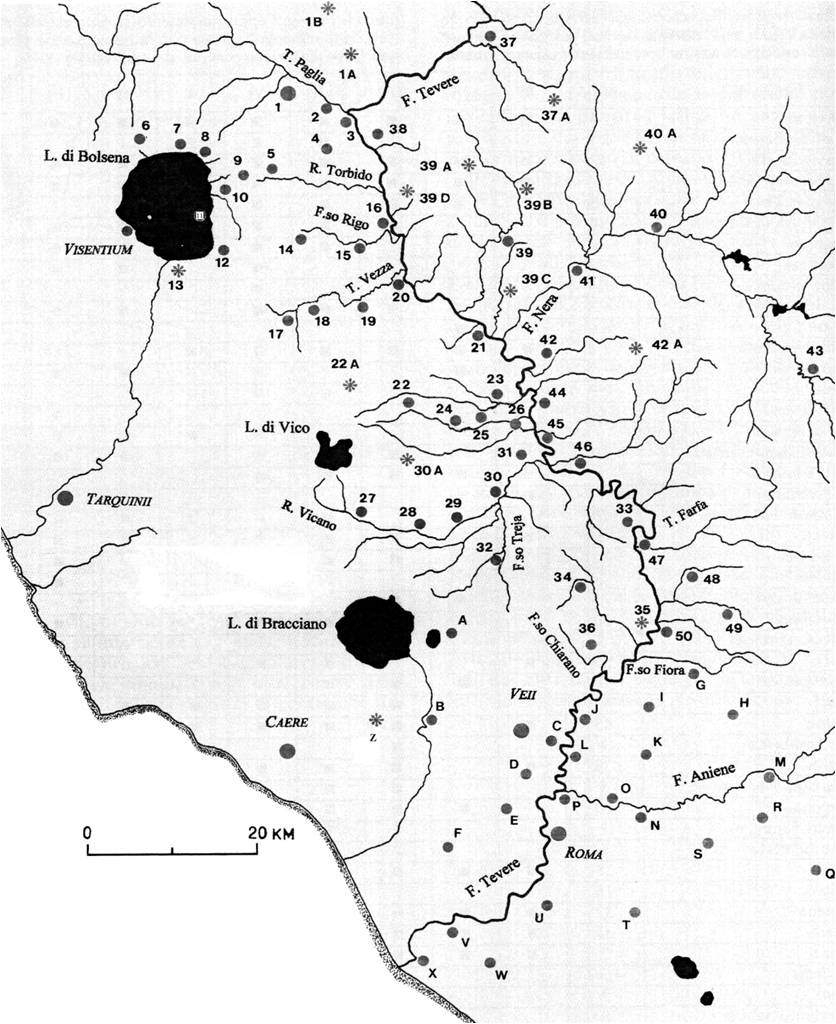 1B
37
1A
T. Paglia
F. Tevere
1
2
3
37 A
38
6
7
8
4
40 A
L. di Bolsena
9
5
R. Torbido
39 A
10
39 D
39 B
F.so Rigo
16
40
VISENTIUM
14
15
39
12
13
T. Vezza
39 C
41
20
F. Nera
17
18
19
21
42
42 A
43
22 A
22
23
44
24
26
25
45
L. di Vico
31
46
30 A
30
TARQUINII
27
R. Vicano
28
29
F.so Treja
33
T. Farfa
32
47
34
48
L. di Bracciano
A
F.so Chiarano
36
35
50
49
F.so Fiora
G
VEII
B
J
I
H
CAERE
Z
C
L
K
D
F. Aniene
M
P
O
E
N
R
0
20 KM
F
ROMA
S
Q
F. Tevere
U
T
V
X
W